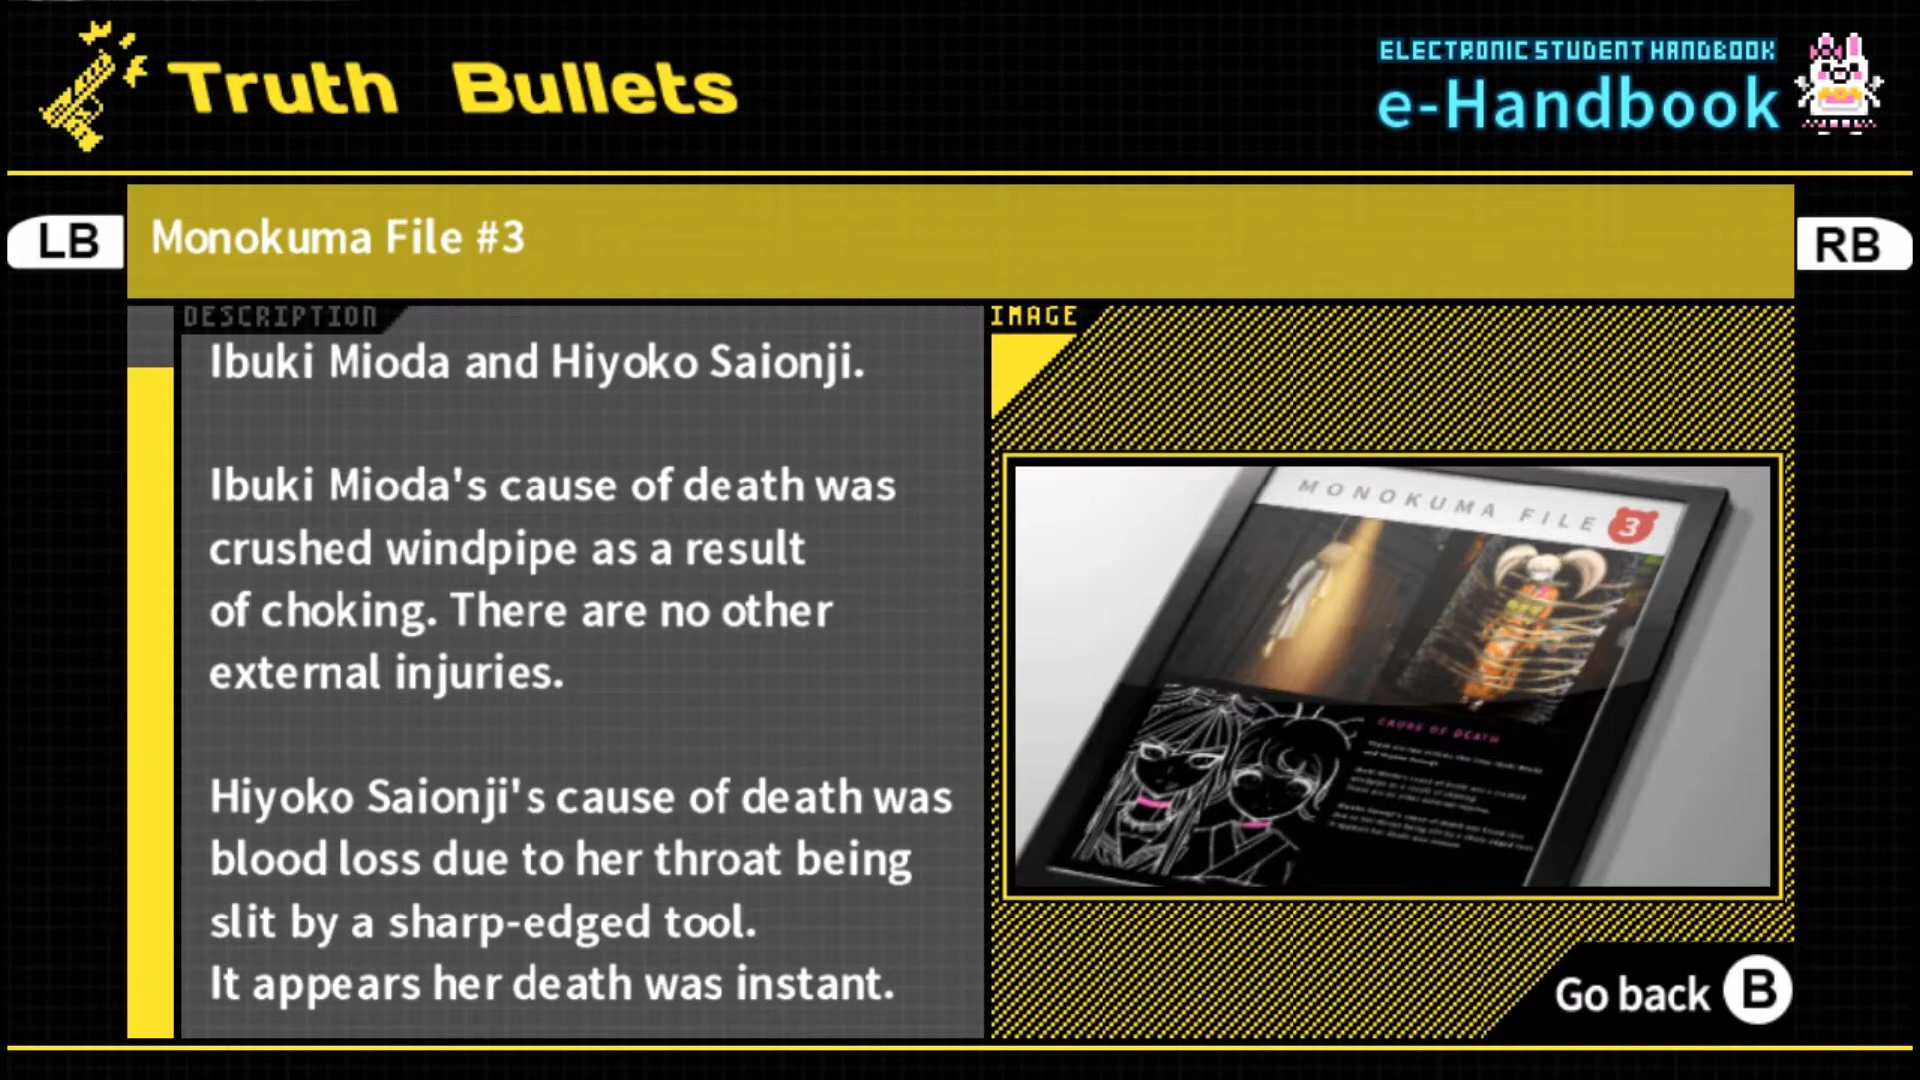 Truth Bullets
ELECTRONIC STUDENT HANDBOOK
e-Handbook
LB
Monokuma File #3
RB
DESCRIPTION
Ibuki Mioda and Hiyoko Saionji.
Ibuki Mioda's cause of death was
crushed windpipe as a result
of choking. There are no other
external injuries.
Hiyoko Saionji's cause of death was
blood loss due to her throat being
slit by a sharp-edged tool.
It appears her death was instant.
IMAGE
MONOKUMA FILE
3
CAUSE OF DEATH
Go back B